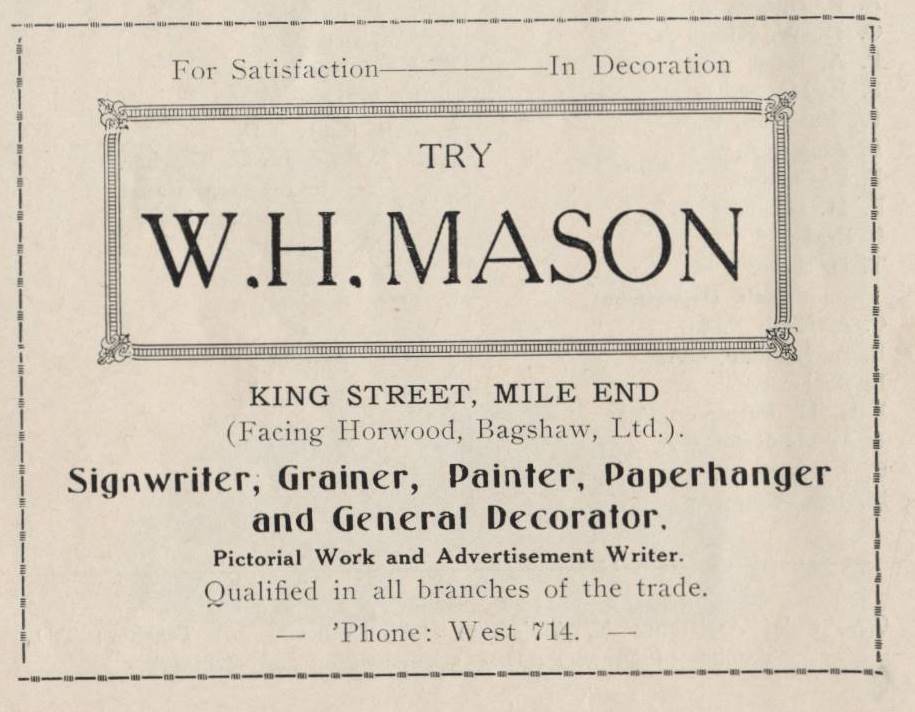 For Satisfaction————In Decoration
TRY
W.H. MASON
KING STREET, MILE END
(Facing Horwood, Bagshaw, Ltd.).
Signwriter, Grainer, Painter, Paperhanger
and General Decorator.
Pictorial Work and Advertisement Writer.
Qualified in all branches of the trade.
— 'Phone: West 714. —